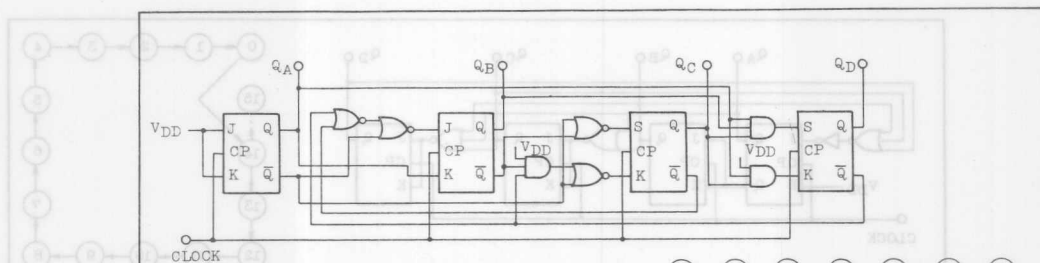 QA QB QC QD
VDD J Q J Q S Q S Q
CP CP CP VDD CP
VDD
K Q̅ K Q̅ K Q̅ K Q̅
CLOCK